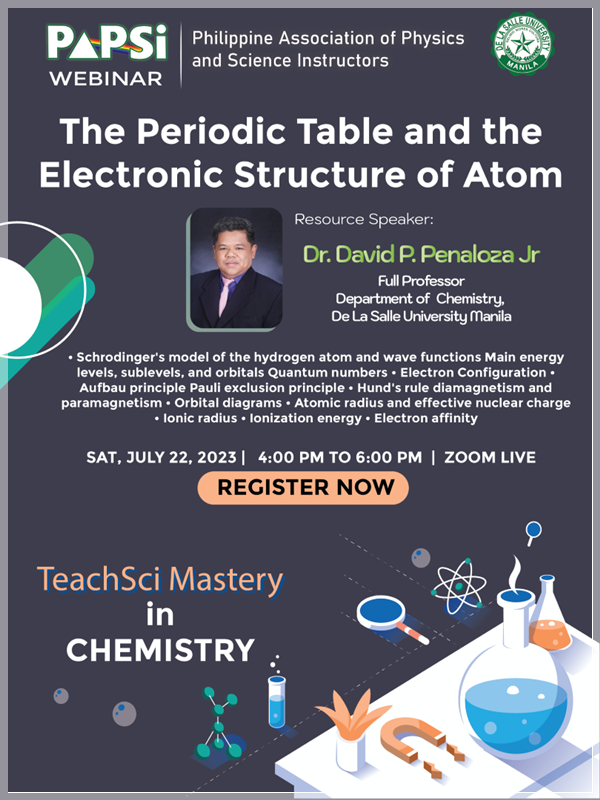 PAPSi
WEBINAR
Philippine Association of Physics
and Science Instructors
DE LA SALLE UNIVERSITY
MANILA
The Periodic Table and the
Electronic Structure of Atom
Resource Speaker:
Dr. David P. Penaloza Jr
Full Professor
Department of Chemistry,
De La Salle University Manila
• Schrodinger's model of the hydrogen atom and wave functions Main energy
levels, sublevels, and orbitals Quantum numbers • Electron Configuration •
Aufbau principle Pauli exclusion principle • Hund's rule diamagnetism and
paramagnetism • Orbital diagrams • Atomic radius and effective nuclear charge
• Ionic radius • Ionization energy • Electron affinity
SAT, JULY 22, 2023 | 4:00 PM TO 6:00 PM | ZOOM LIVE
REGISTER NOW
TeachSci Mastery
in
CHEMISTRY